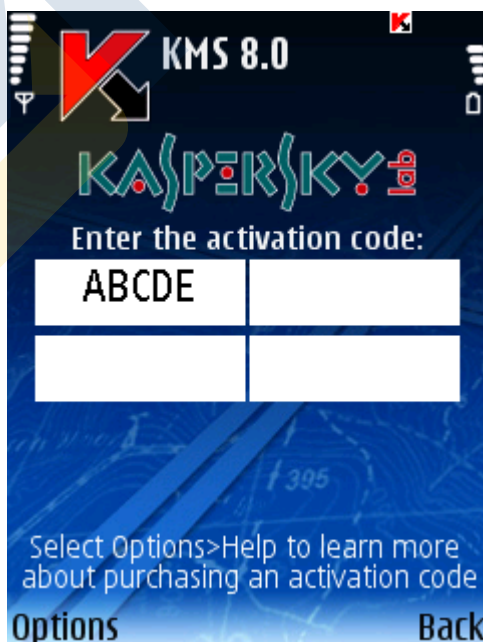 KMS 8.0
KASPERSKY lab
Enter the activation code:
ABCDE
395
Select Options>Help to learn more
about purchasing an activation code
Options Back